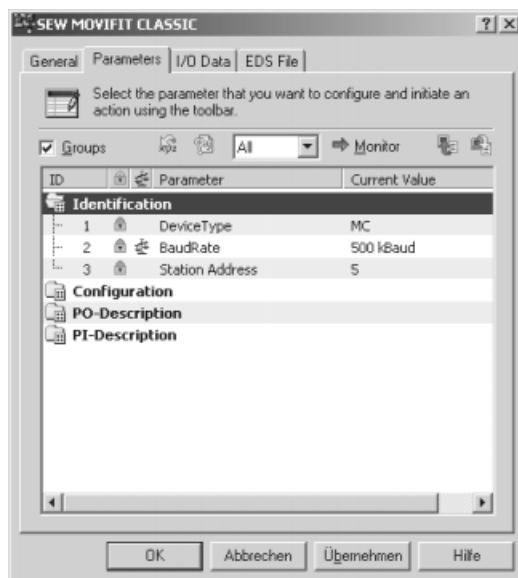 SEW MOVIFIT CLASSIC
General Parameters I/O Data EDS File
Select the parameter that you want to configure and initiate an
action using the toolbar.
Groups All Monitor
ID Parameter Current Value
Identification
1 DeviceType MC
2 BaudRate 500 kBaud
3 Station Address 5
Configuration
PO-Description
PI-Description
OK Abbrechen Übernehmen Hilfe